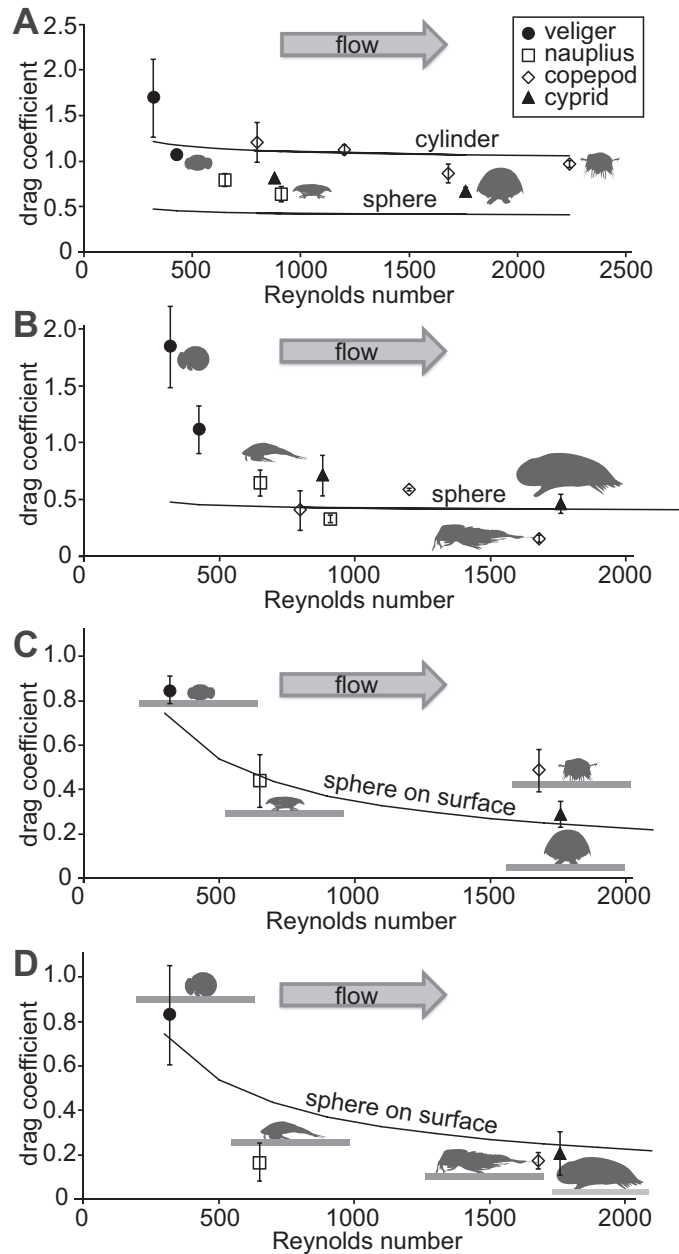 A
2.5
2.0
1.5
1.0
0.5
0
drag coefficient
flow
veliger
nauplius
copepod
cyprid
cylinder
sphere
0 500 1000 1500 2000 2500
Reynolds number
B
2.0
1.5
1.0
0.5
0
drag coefficient
flow
sphere
0 500 1000 1500 2000
Reynolds number
C
1.0
0.8
0.6
0.4
0.2
0
drag coefficient
flow
sphere on surface
0 500 1000 1500 2000
Reynolds number
D
1.0
0.8
0.6
0.4
0.2
0
drag coefficient
flow
sphere on surface
0 500 1000 1500 2000
Reynolds number